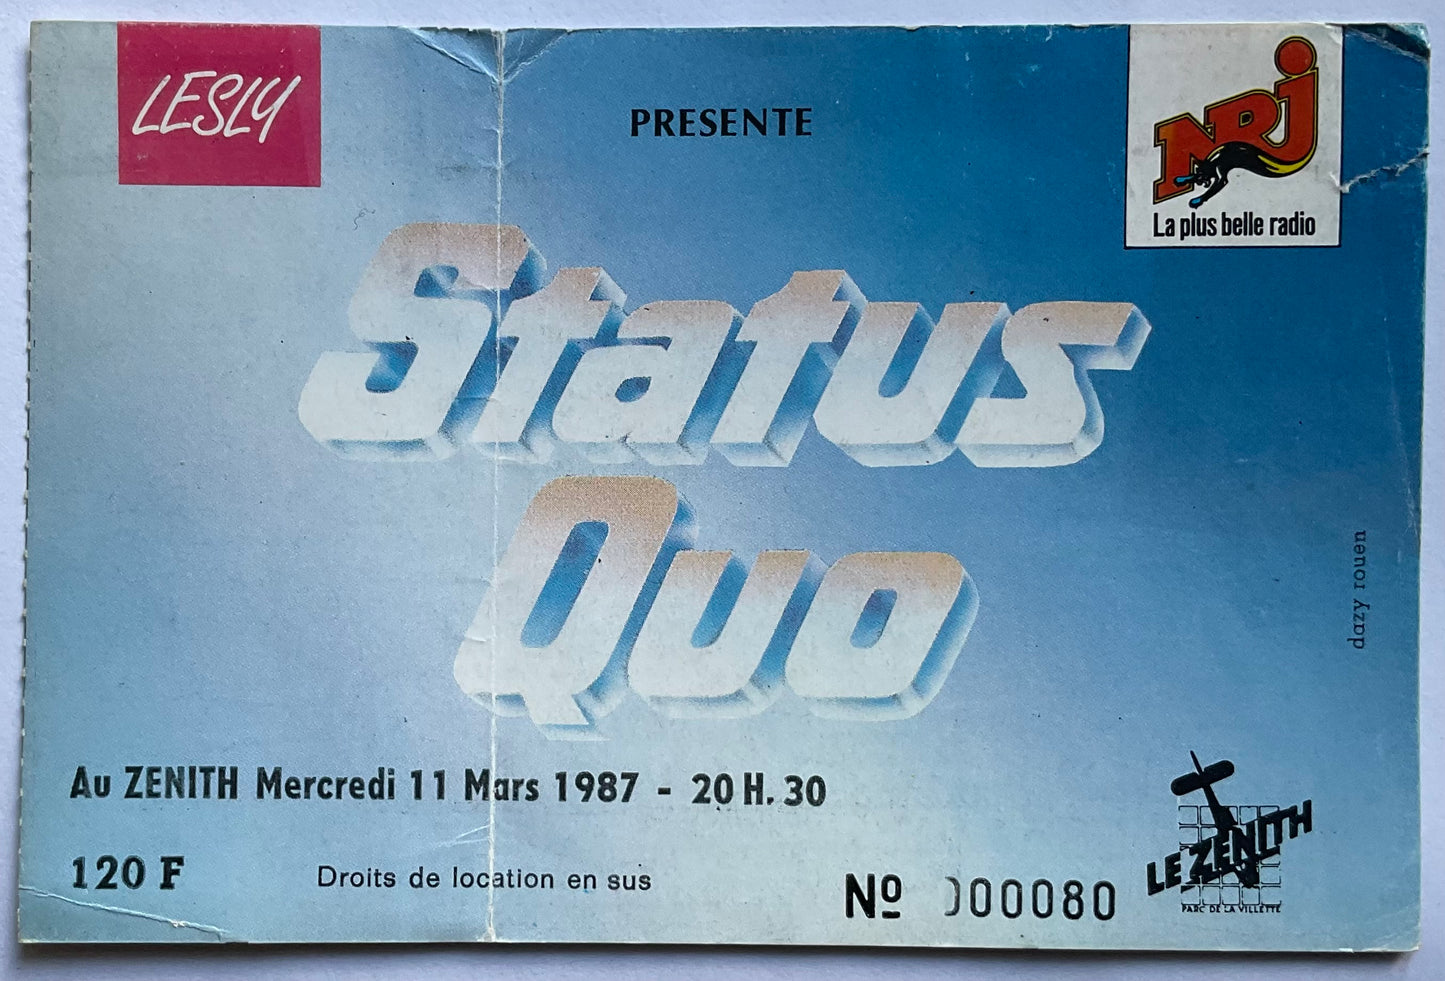 LESLY
PRESENTE
NRJ
La plus belle radio
Status
Quo
dazy rouen
Au ZENITH Mercredi 11 Mars 1987 - 20 H. 30
120 F
Droits de location en sus
Nº 000080
LE ZENITH
PARC DE LA VILLETTE